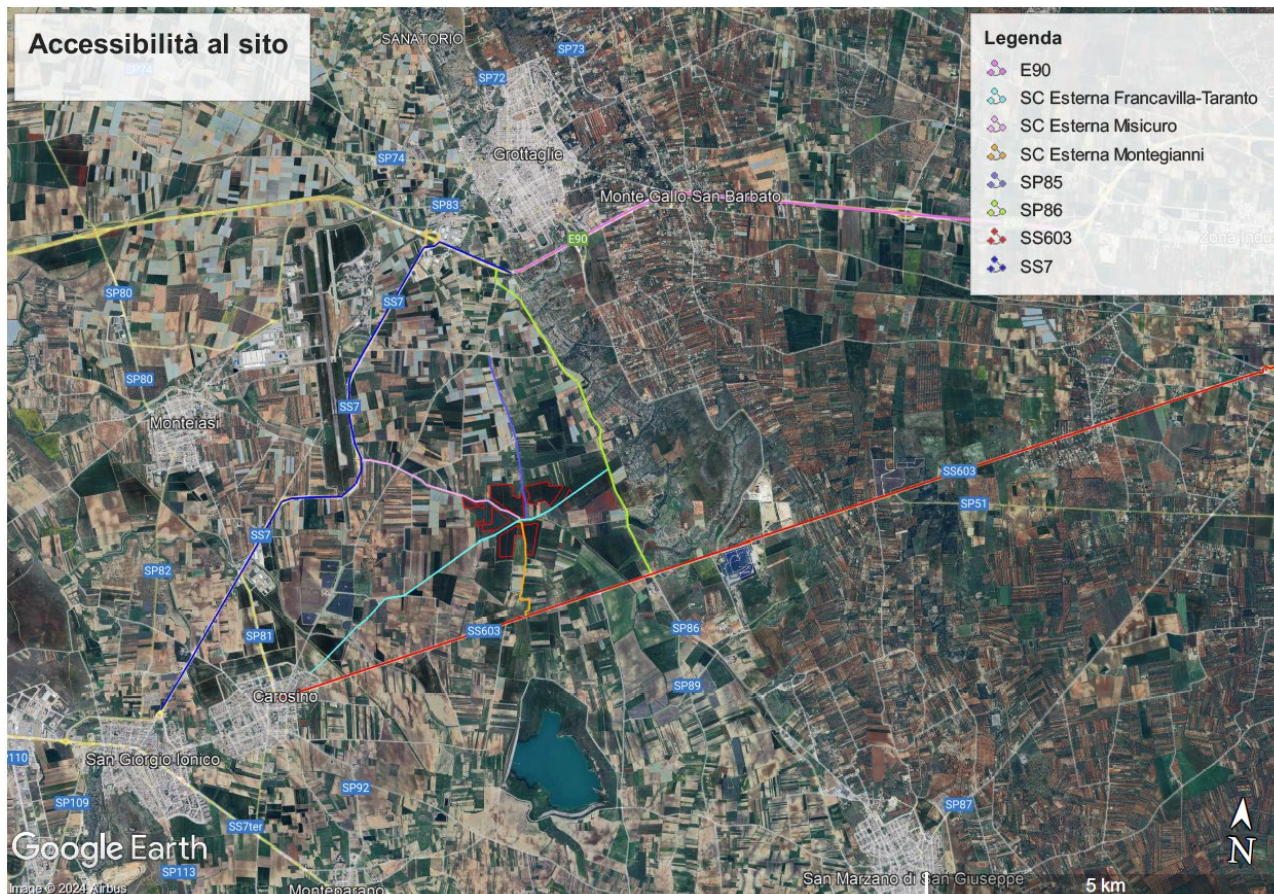 Accessibilità al sito
Legenda
E90
SC Esterna Francavilla-Taranto
SC Esterna Misicuro
SC Esterna Montegianni
SP85
SP86
SS603
SS7
SANATORIO
SP73
SP74
SP72
SP74
Grottaglie
Monte Gallo San Barbato
SP83
E90
SP80
SS7
SP80
SS7
Monteiasi
SS603
SP51
SS7
SP82
SP81
SS603
SP86
SP89
Carosino
San Giorgio Ionico
SP109
SP92
SP87
SS7ter
Google Earth
SP113
Image © 2024 Airbus
Monteparano
San Marzano di San Giuseppe
5 km
N